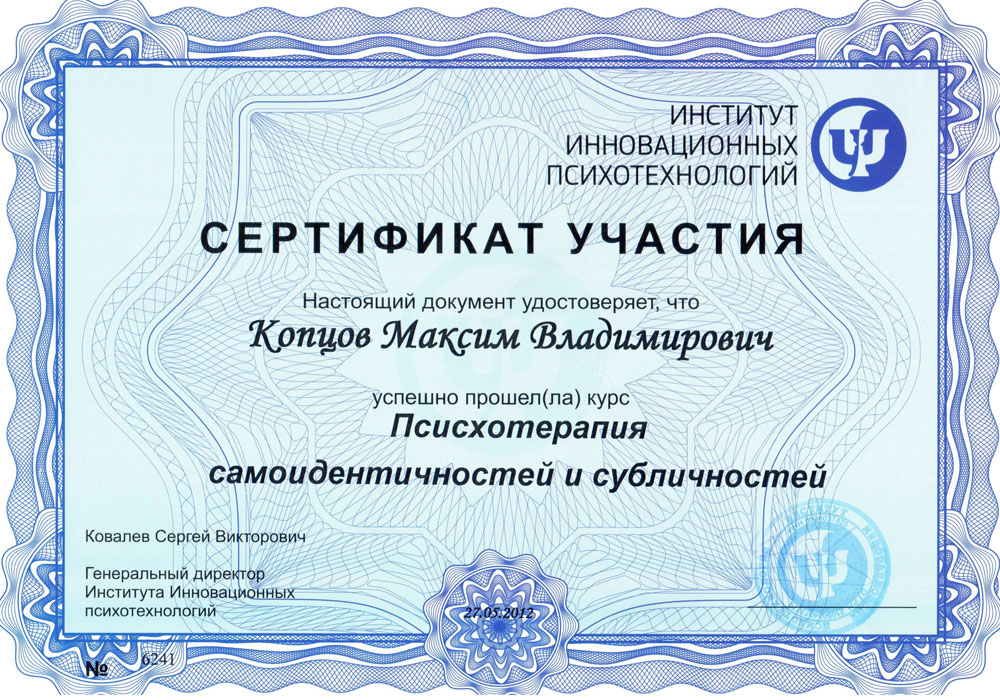 ИНСТИТУТ
ИННОВАЦИОННЫХ
ПСИХОТЕХНОЛОГИЙ
СЕРТИФИКАТ УЧАСТИЯ
Настоящий документ удостоверяет, что
Копцов Максим Владимирович
успешно прошел(ла) курс
Псисхотерапия
самоидентичностей и субличностей
Ковалев Сергей Викторович
Генеральный директор
Института Инновационных
психотехнологий
27.05.2012
№ 6241